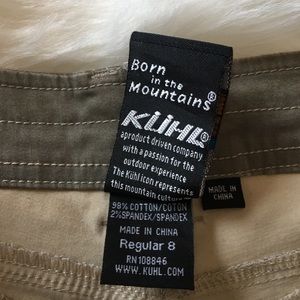 Born
in the
Mountains®
KÜHL®
a product driven company
with a passion for the
outdoor experience
The Kühl icon represents
this mountain culture
98% COTTON/COTON
2% SPANDEX/SPANDEX
MADE IN CHINA
Regular 8
RN108846
WWW.KUHL.COM
MADE IN
CHINA